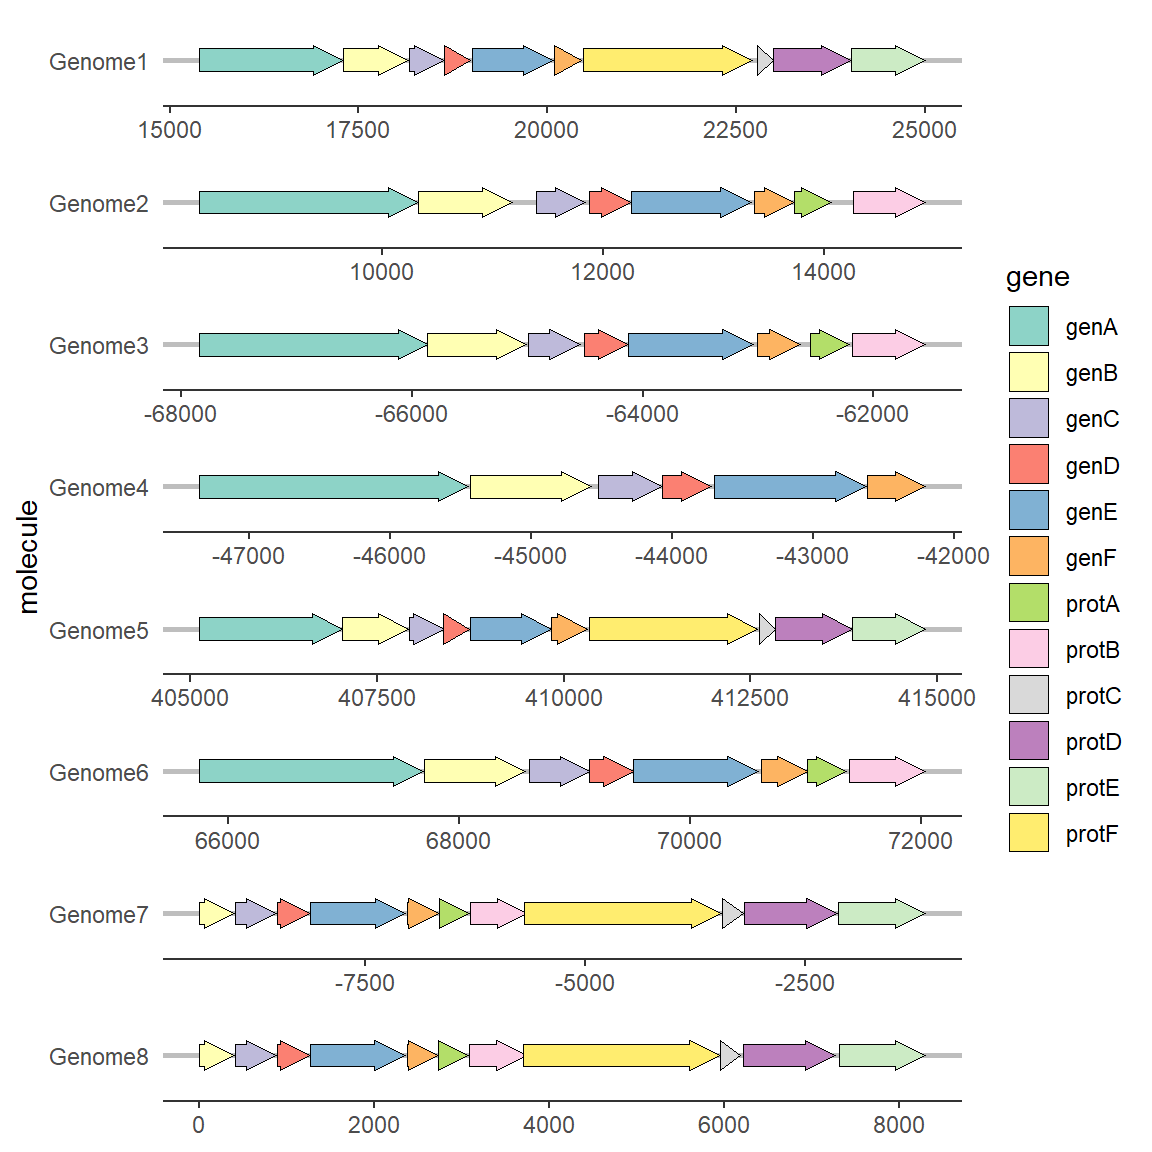 Genome1
15000 17500 20000 22500 25000
Genome2
10000 12000 14000
Genome3
-68000 -66000 -64000 -62000
Genome4
-47000 -46000 -45000 -44000 -43000 -42000
Genome5
405000 407500 410000 412500 415000
Genome6
66000 68000 70000 72000
Genome7
-7500 -5000 -2500
Genome8
0 2000 4000 6000 8000
molecule
gene
genA
genB
genC
genD
genE
genF
protA
protB
protC
protD
protE
protF